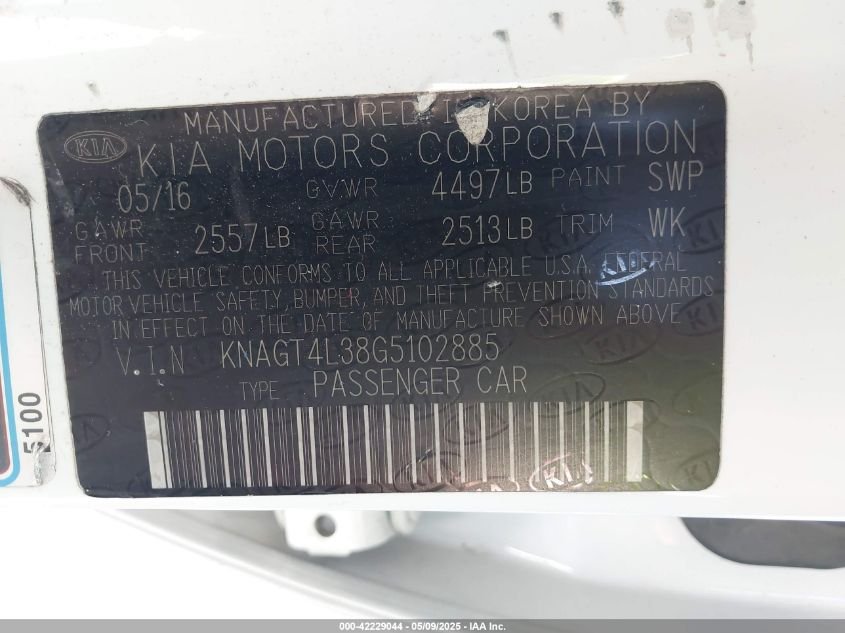 MANUFACTURED IN KOREA BY
KIA KIA MOTORS CORPORATION
05/16 GVWR 4497LB PAINT SWP
GAWR FRONT 2557LB GAWR REAR 2513LB TRIM WK
THIS VEHICLE CONFORMS TO ALL APPLICABLE U.S.A. FEDERAL
MOTOR VEHICLE SAFETY, BUMPER, AND THEFT PREVENTION STANDARDS
IN EFFECT ON THE DATE OF MANUFACTURE SHOWN ABOVE
V.I.N KNAGT4L38G5102885
TYPE PASSENGER CAR
KIA
KIA
5100
000-42229044 - 05/09/2025 - IAA Inc.